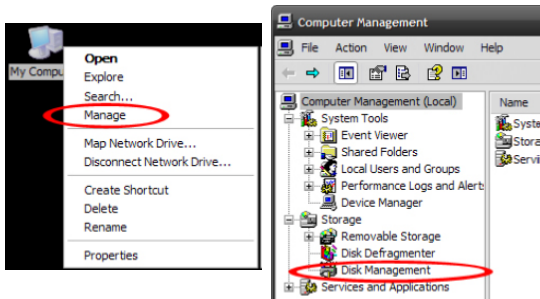 My Compu
Open
Explore
Search...
Manage
Map Network Drive...
Disconnect Network Drive...
Create Shortcut
Delete
Rename
Properties
Computer Management
File Action View Window Help
Computer Management (Local)
System Tools
Event Viewer
Shared Folders
Local Users and Groups
Performance Logs and Alert
Device Manager
Storage
Removable Storage
Disk Defragmenter
Disk Management
Services and Applications
Name
Syste
Stora
Servi